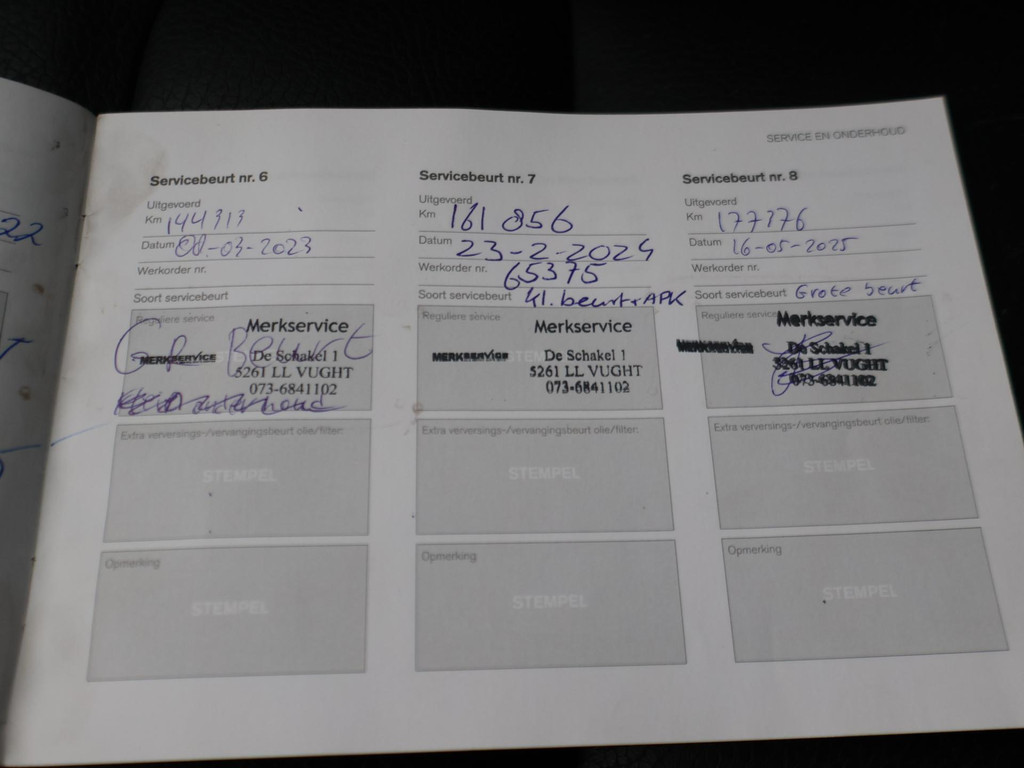 22
SERVICE EN ONDERHOUD
Servicebeurt nr. 6
Uitgevoerd
Km 144313
Datum 08-03-2023
Werkorder nr.
Soort servicebeurt
Reguliere service
Gr Beurt
Merkservice
MERKSERVICE
De Schakel 1
5261 LL VUGHT
073-6841102
Extra verversings-/vervangingsbeurt olie/filter:
STEMPEL
Opmerking
STEMPEL
Servicebeurt nr. 7
Uitgevoerd
Km 161 856
Datum 23-2-2024
Werkorder nr. 65375
Soort servicebeurt kl. beurt + APK
Reguliere service
STEMPEL
Merkservice
MERKSERVICE
De Schakel 1
5261 LL VUGHT
073-6841102
Extra verversings-/vervangingsbeurt olie/filter:
STEMPEL
Opmerking
STEMPEL
Servicebeurt nr. 8
Uitgevoerd
Km 177776
Datum 16-05-2025
Werkorder nr.
Soort servicebeurt Grote beurt
Reguliere service
Merkservice
MERKSERVICE
De Schakel 1
5261 LL VUGHT
073-6841102
Extra verversings-/vervangingsbeurt olie/filter:
STEMPEL
Opmerking
STEMPEL